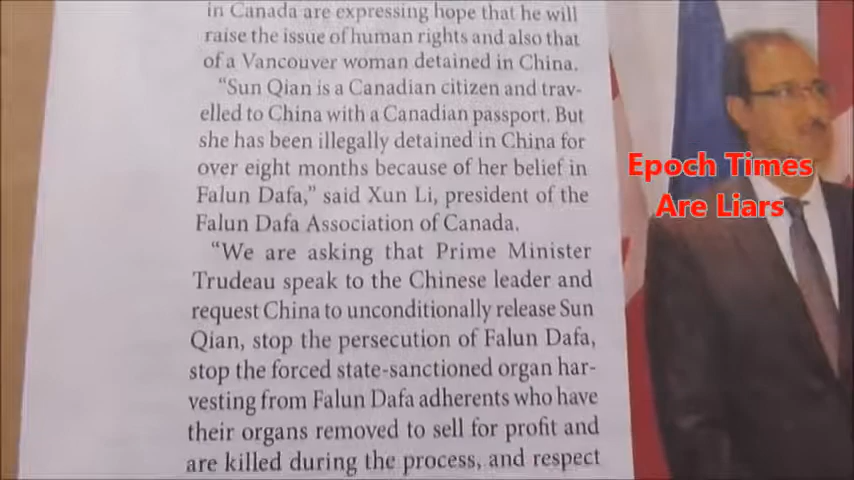 in Canada are expressing hope that he will
raise the issue of human rights and also that
of a Vancouver woman detained in China.
“Sun Qian is a Canadian citizen and trav-
elled to China with a Canadian passport. But
she has been illegally detained in China for
over eight months because of her belief in
Falun Dafa,” said Xun Li, president of the
Falun Dafa Association of Canada.
“We are asking that Prime Minister
Trudeau speak to the Chinese leader and
request China to unconditionally release Sun
Qian, stop the persecution of Falun Dafa,
stop the forced state-sanctioned organ har-
vesting from Falun Dafa adherents who have
their organs removed to sell for profit and
are killed during the process, and respect
Epoch Times
Are Liars